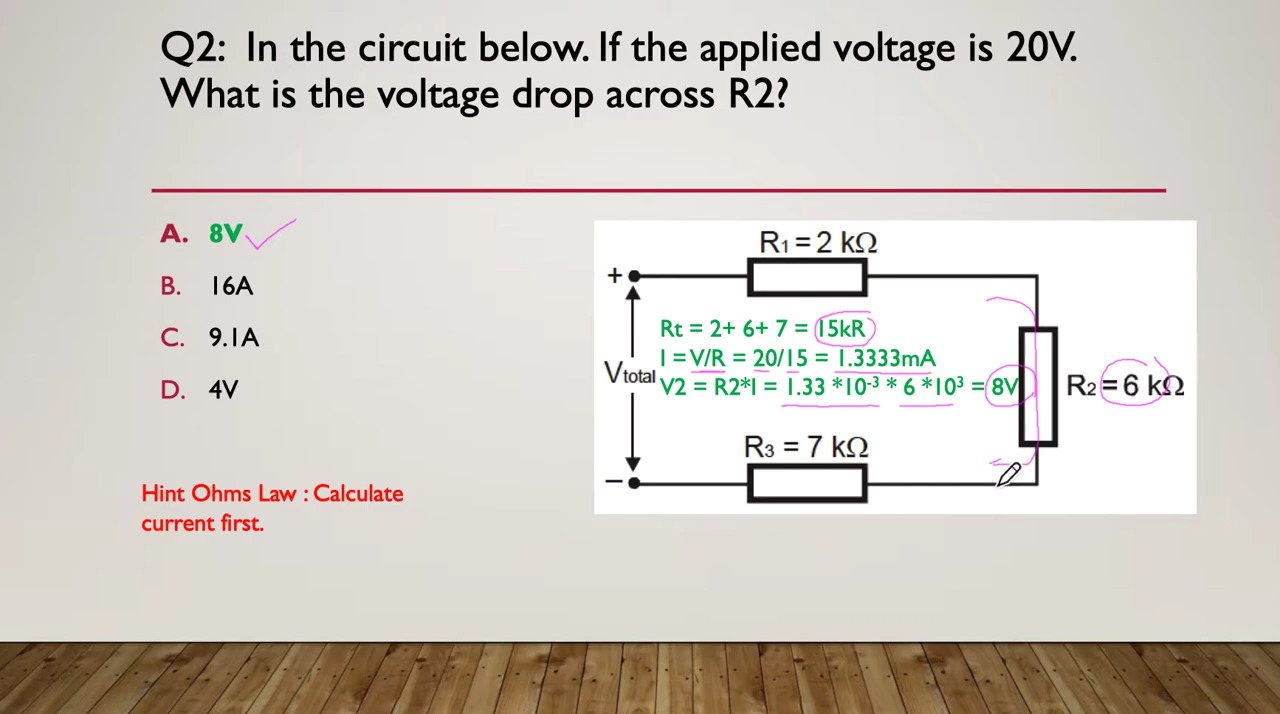 Q2: In the circuit below. If the applied voltage is 20V.
What is the voltage drop across R2?
A. 8V
B. 16A
C. 9.1A
D. 4V
Hint Ohms Law : Calculate
current first.
R₁ = 2 kΩ
+
Rt = 2+ 6+ 7 = 15kR
I = V/R = 20/15 = 1.3333mA
Vtotal
V2 = R2*I = 1.33 *10⁻³ * 6 *10³ = 8V
R₂ = 6 kΩ
R₃ = 7 kΩ
−